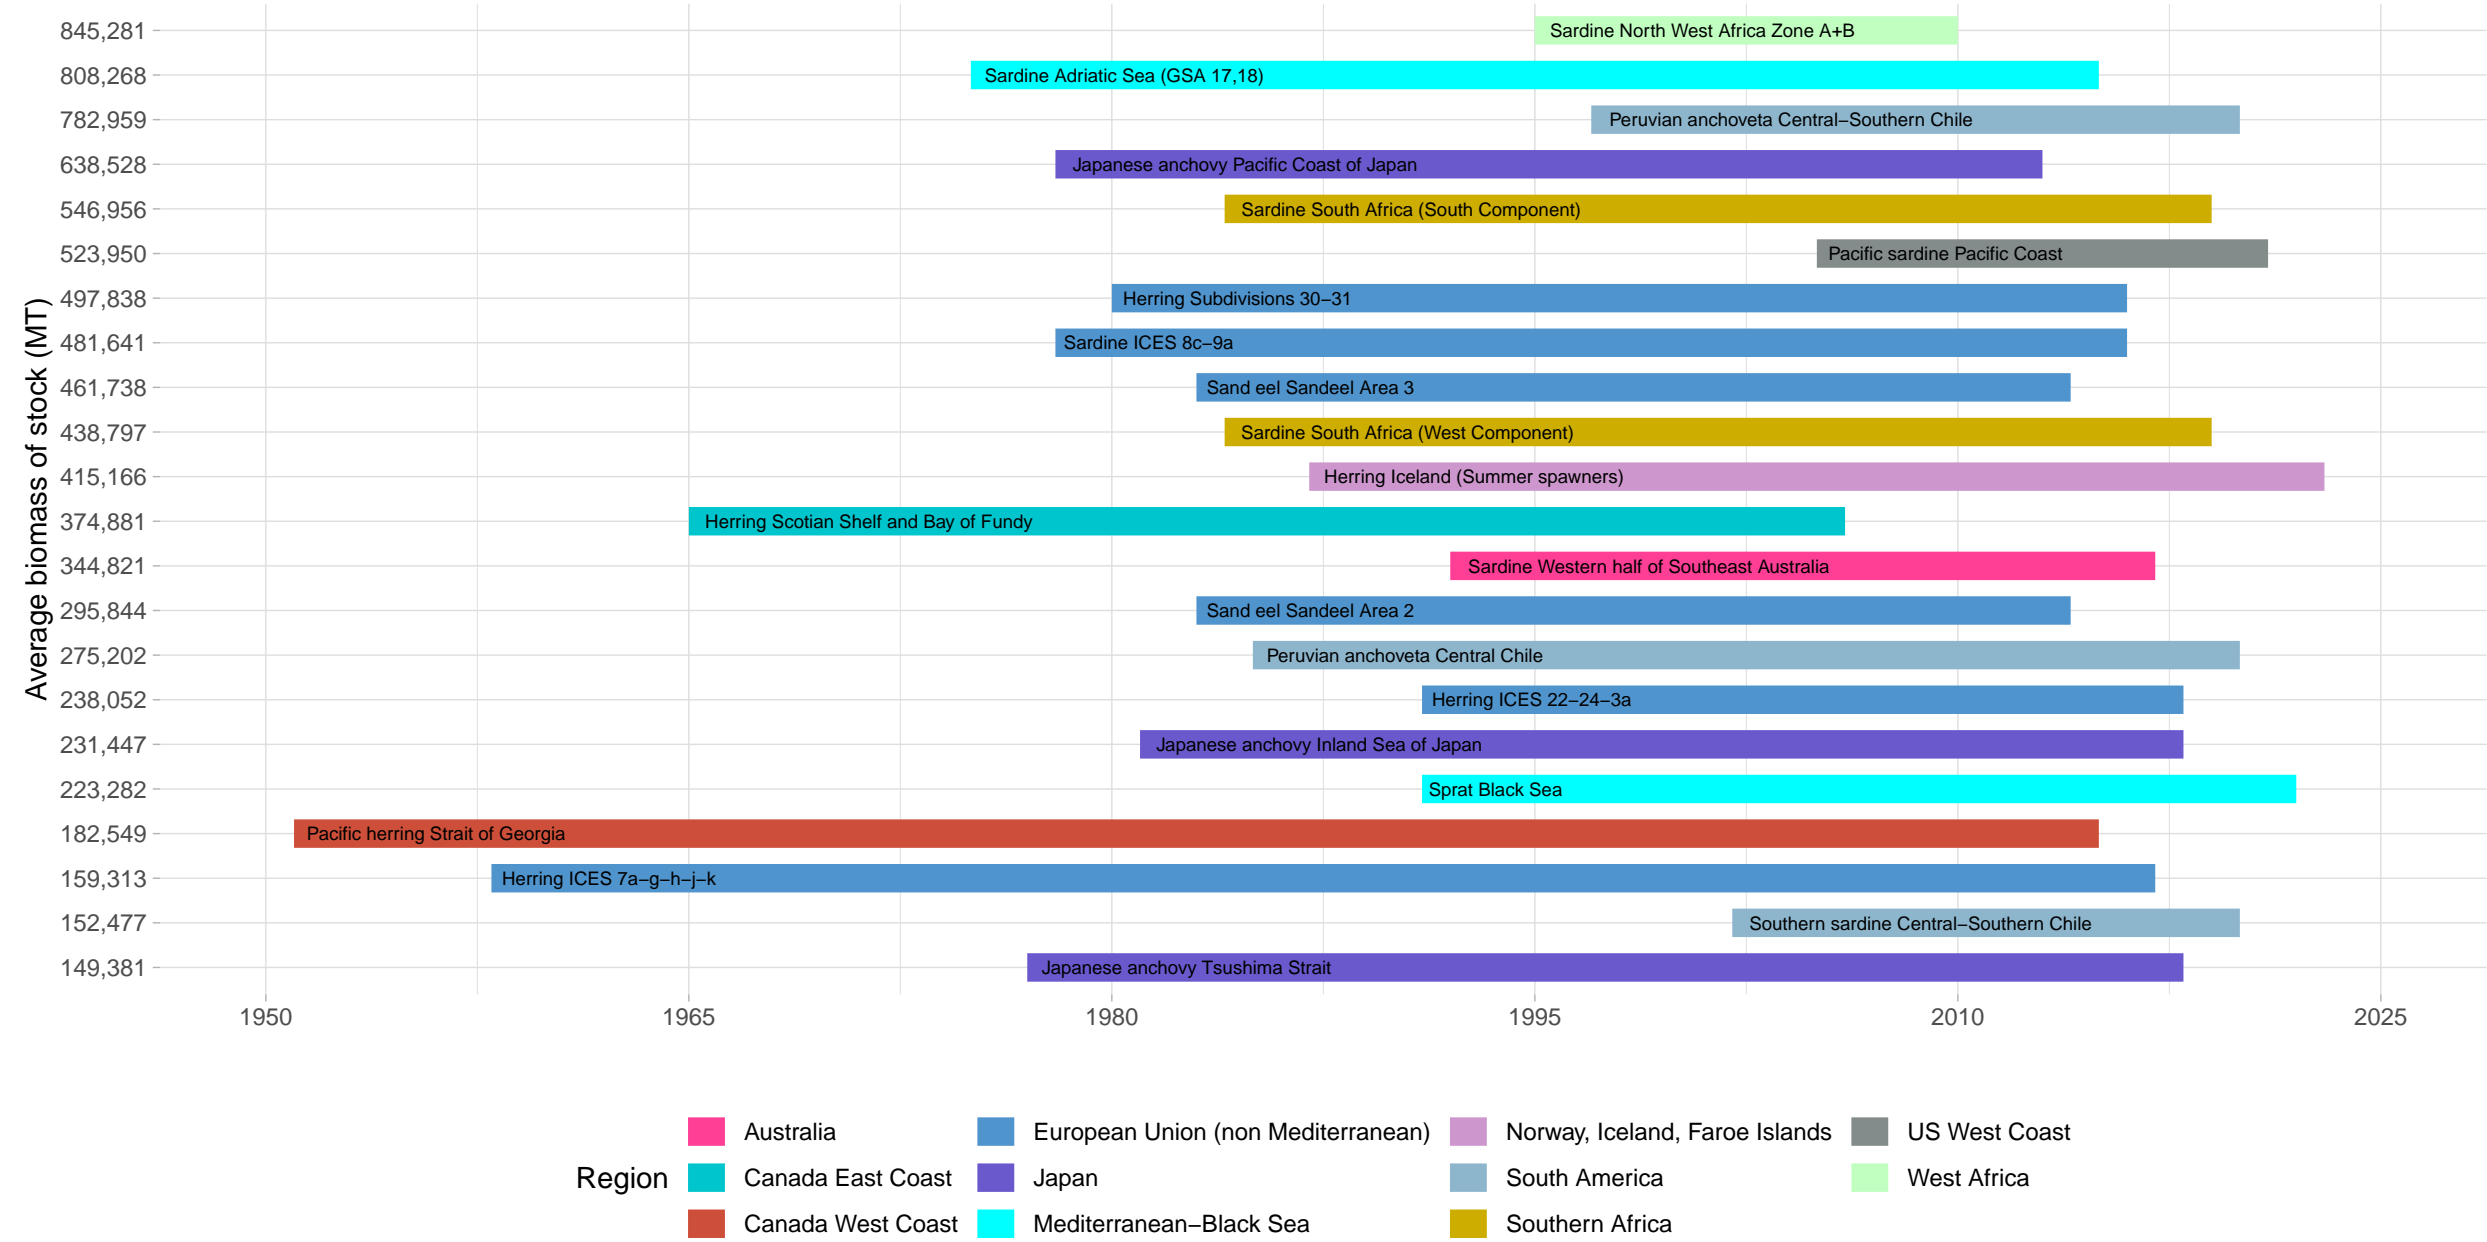 Average biomass of stock (MT)
845,281 Sardine North West Africa Zone A+B
808,268 Sardine Adriatic Sea (GSA 17,18)
782,959 Peruvian anchoveta Central−Southern Chile
638,528 Japanese anchovy Pacific Coast of Japan
546,956 Sardine South Africa (South Component)
523,950 Pacific sardine Pacific Coast
497,838 Herring Subdivisions 30−31
481,641 Sardine ICES 8c−9a
461,738 Sand eel Sandeel Area 3
438,797 Sardine South Africa (West Component)
415,166 Herring Iceland (Summer spawners)
374,881 Herring Scotian Shelf and Bay of Fundy
344,821 Sardine Western half of Southeast Australia
295,844 Sand eel Sandeel Area 2
275,202 Peruvian anchoveta Central Chile
238,052 Herring ICES 22−24−3a
231,447 Japanese anchovy Inland Sea of Japan
223,282 Sprat Black Sea
182,549 Pacific herring Strait of Georgia
159,313 Herring ICES 7a−g−h−j−k
152,477 Southern sardine Central−Southern Chile
149,381 Japanese anchovy Tsushima Strait
1950 1965 1980 1995 2010 2025
Region
Australia
Canada East Coast
Canada West Coast
European Union (non Mediterranean)
Japan
Mediterranean−Black Sea
Norway, Iceland, Faroe Islands
South America
Southern Africa
US West Coast
West Africa